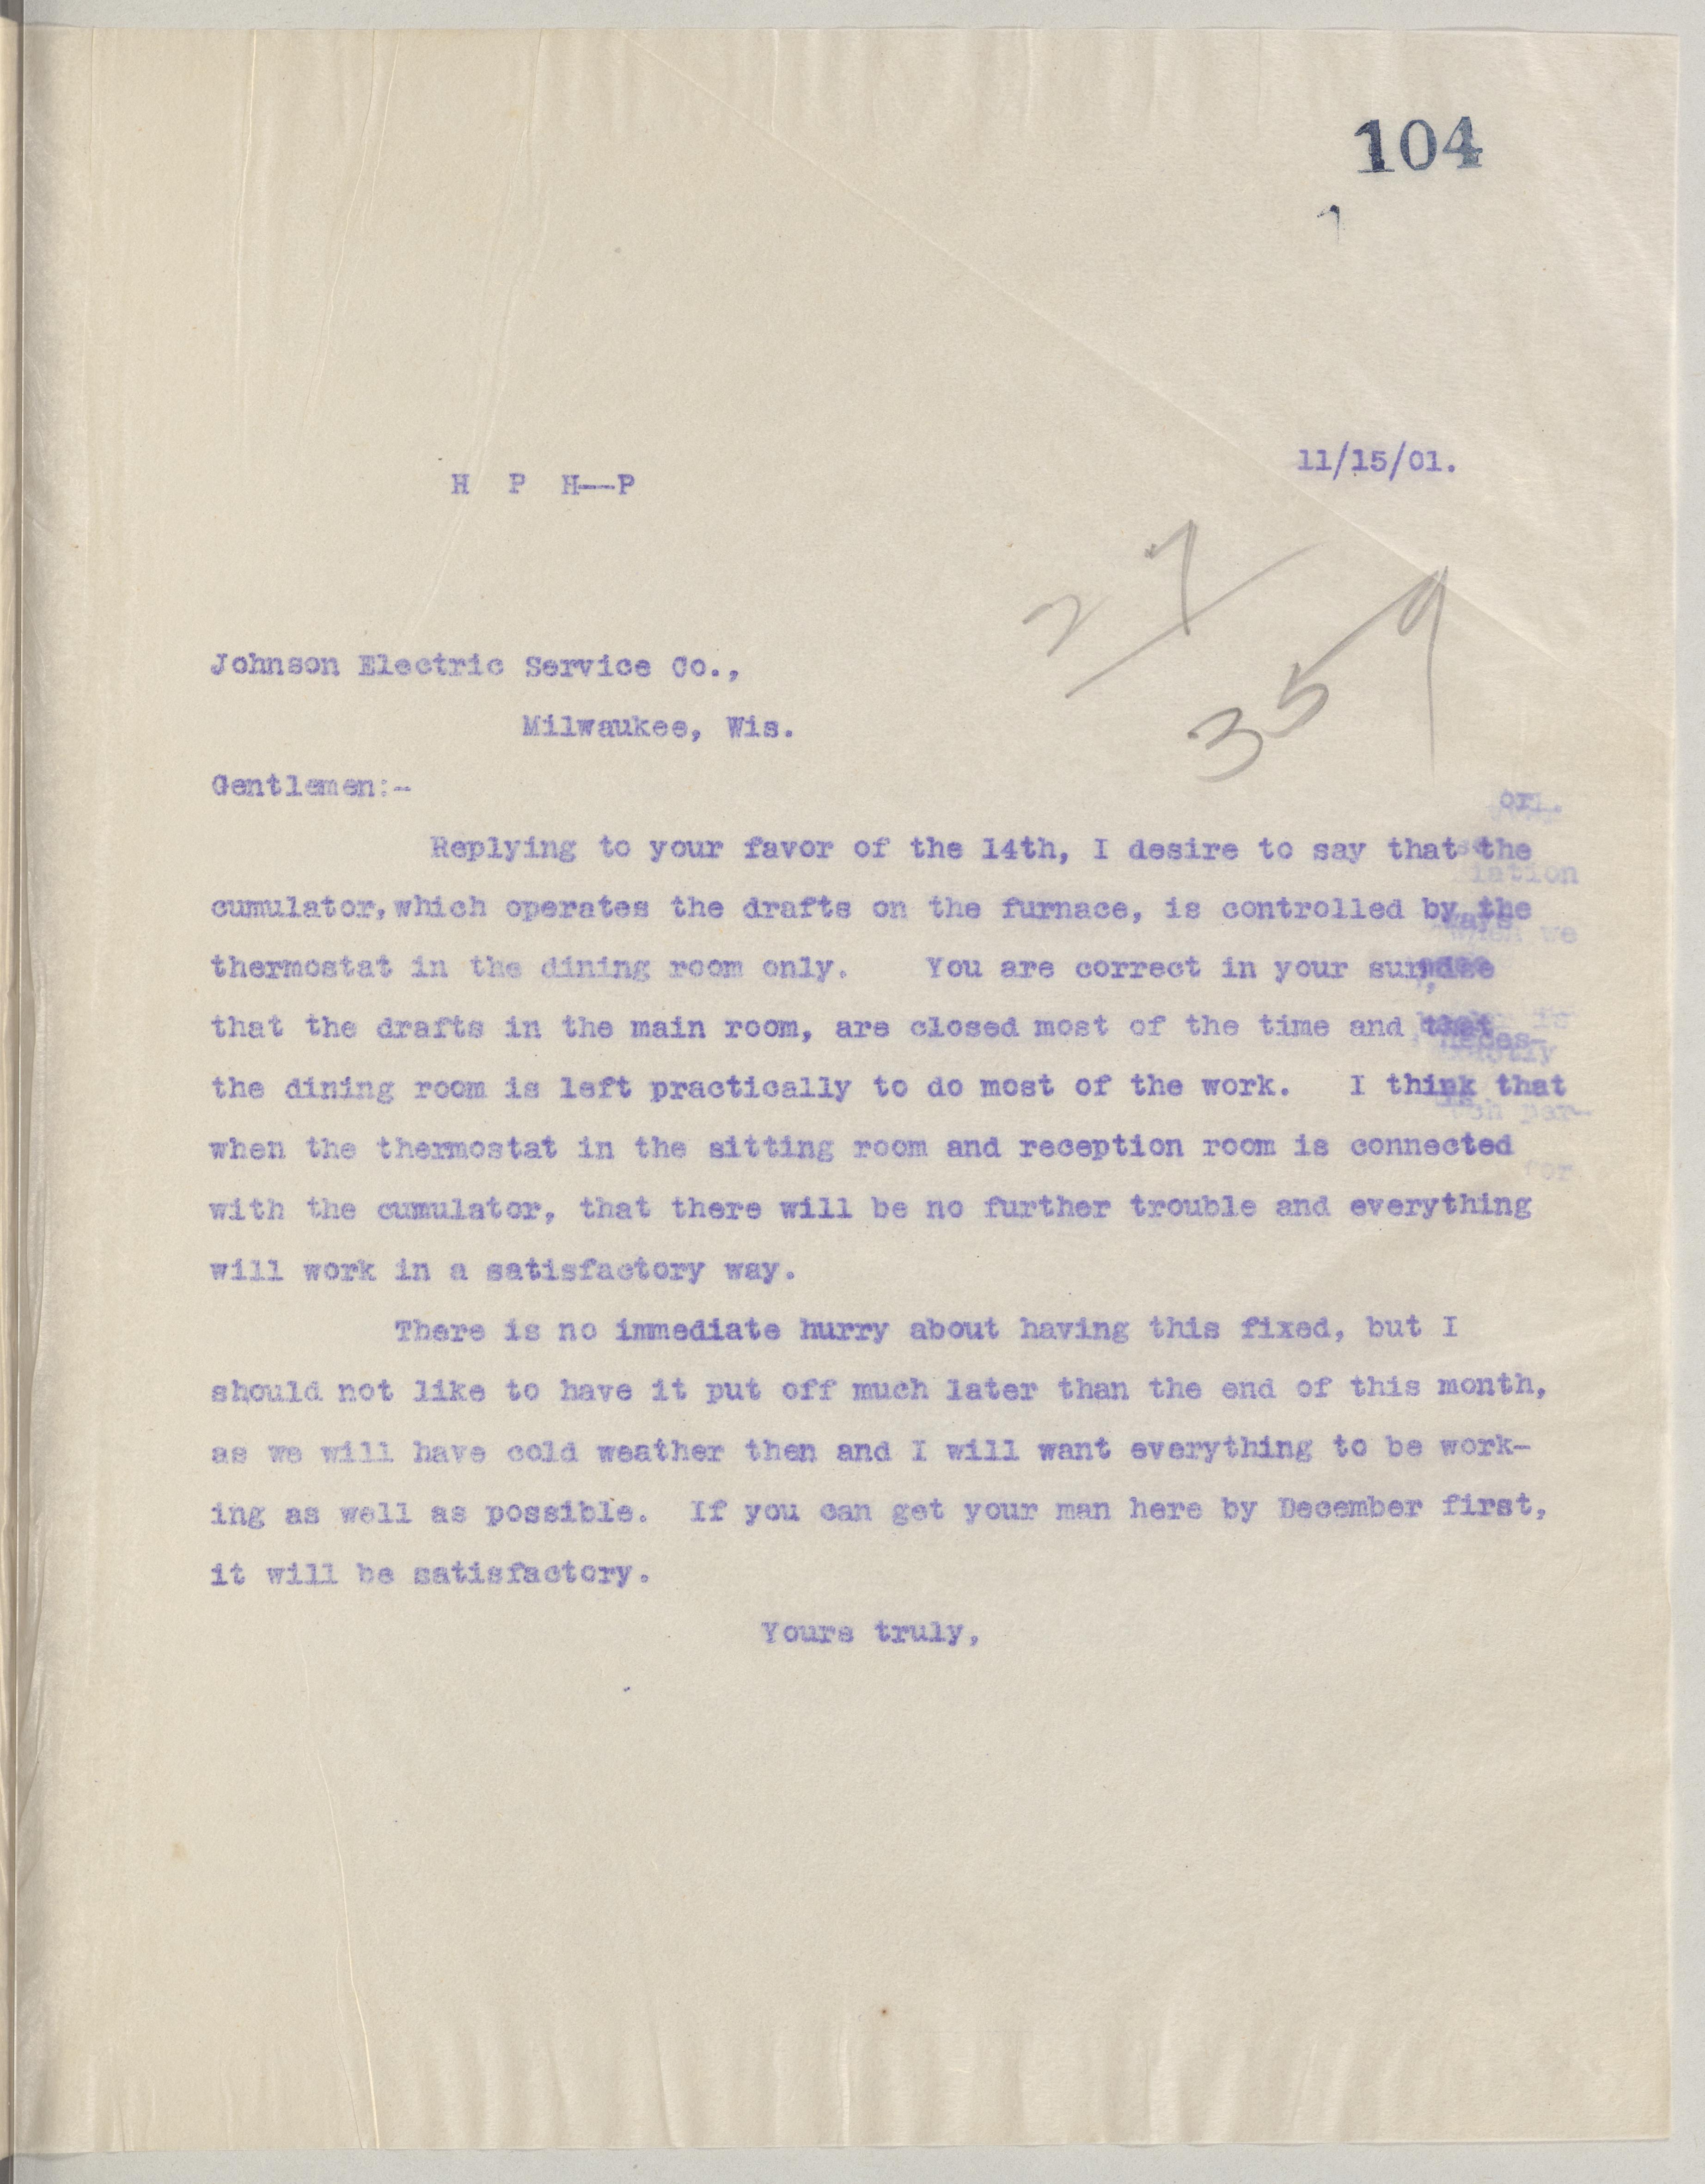 104
11/15/01.
H P H--P
27
359
Johnson Electric Service Co.,
Milwaukee, Wis.
Gentlemen:-
or
Replying to your favor of the 14th, I desire to say that the
lation
cumulator,which operates the drafts on the furnace, is controlled by the
ways
when we
thermostat in the dining room only. You are correct in your surmise
that the drafts in the main room, are closed most of the time and that
neces-
the dining room is left practically to do most of the work. I think that
per-
when the thermostat in the sitting room and reception room is connected
for
with the cumulator, that there will be no further trouble and everything
will work in a satisfactory way.
There is no immediate hurry about having this fixed, but I
should not like to have it put off much later than the end of this month,
as we will have cold weather then and I will want everything to be work-
ing as well as possible. If you can get your man here by December first,
it will be satisfactory.
Yours truly,